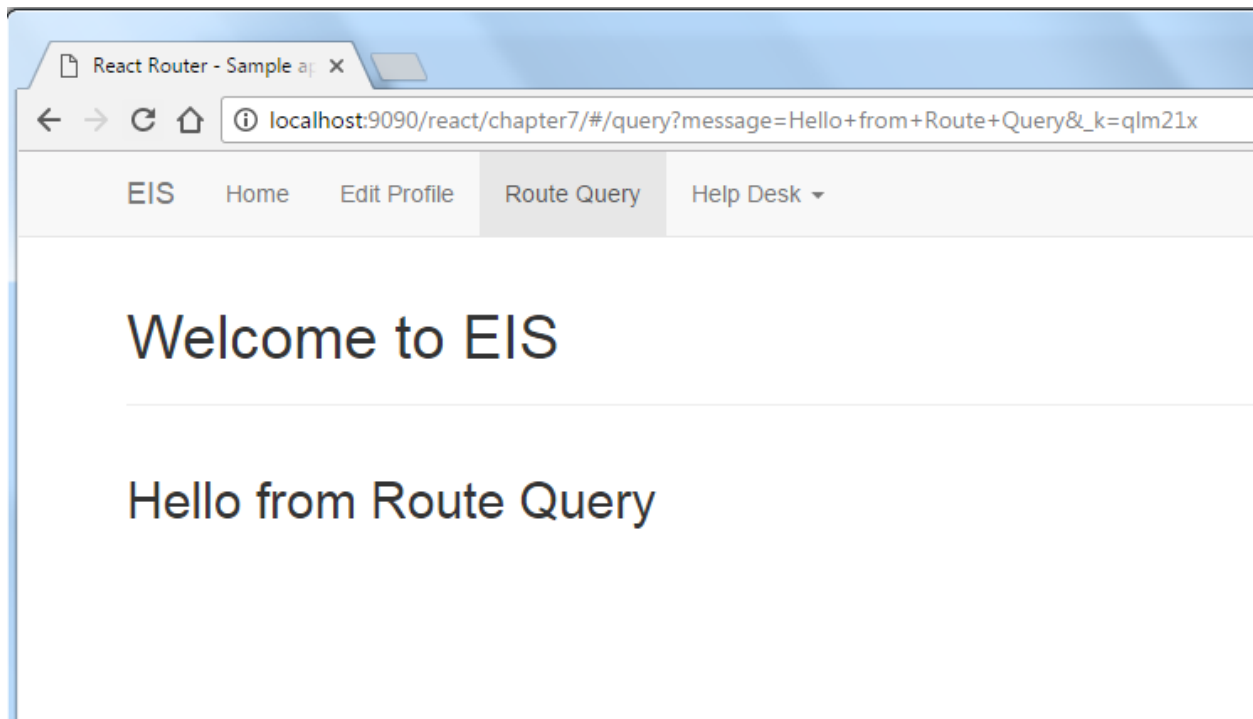 React Router - Sample ap
localhost:9090/react/chapter7/#/query?message=Hello+from+Route+Query&_k=qlm21x
EIS Home Edit Profile Route Query Help Desk
Welcome to EIS
Hello from Route Query